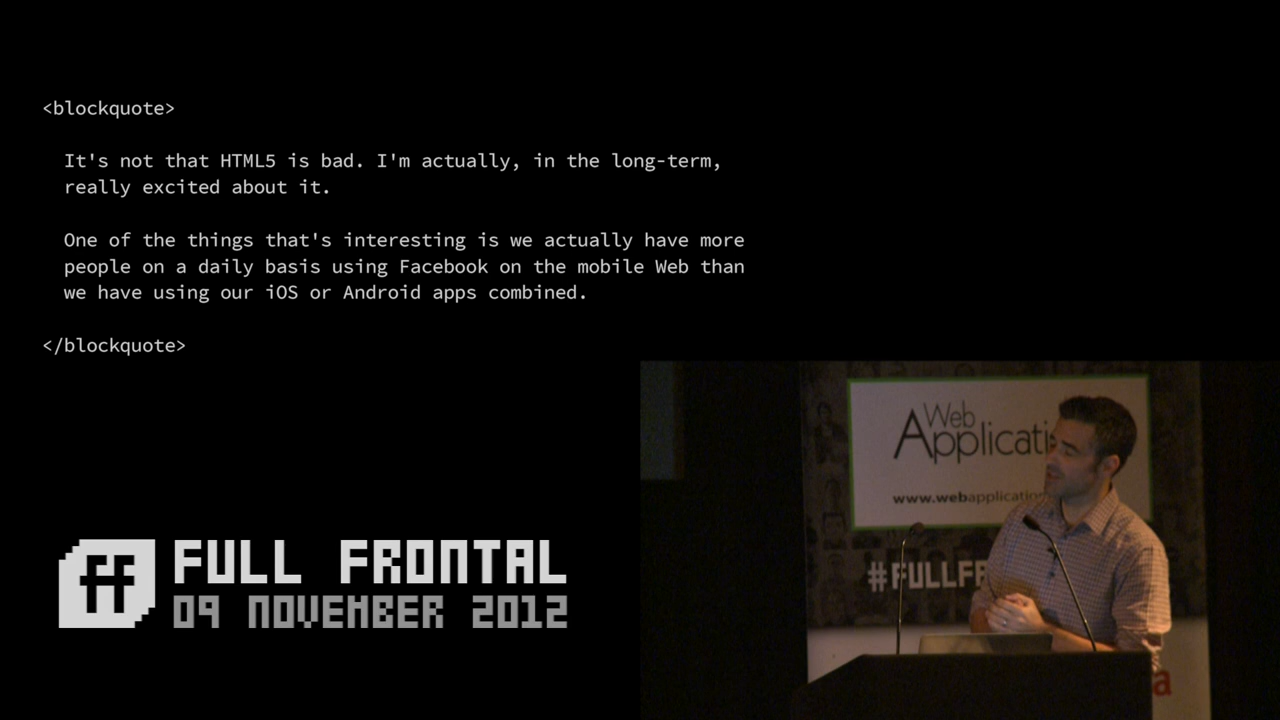 <blockquote>
It's not that HTML5 is bad. I'm actually, in the long-term,
really excited about it.
One of the things that's interesting is we actually have more
people on a daily basis using Facebook on the mobile Web than
we have using our iOS or Android apps combined.
</blockquote>
Web
Applicati
www.webapplication
#FULLFR
ff FULL FRONTAL
09 NOVEMBER 2012
a